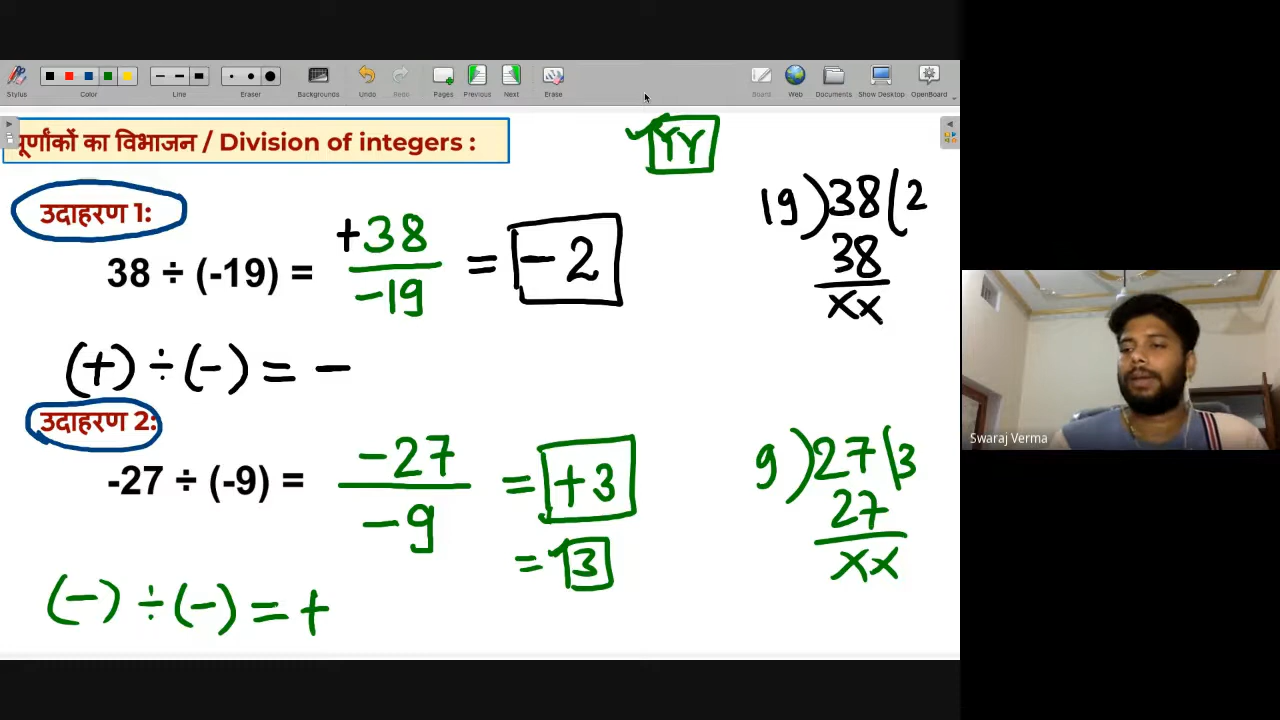 Stylus Color Line Eraser Backgrounds Undo Redo Pages Previous Next Erase Board Web Documents Show Desktop OpenBoard
पूर्णांकों का विभाजन / Division of integers :
YY
उदाहरण 1:
38 ÷ (-19) = +38 / -19 = -2
19 ) 38 ( 2
38
xx
(+) ÷ (-) = -
उदाहरण 2:
-27 ÷ (-9) = -27 / -9 = +3
= 3
9 ) 27 ( 3
27
xx
(-) ÷ (-) = +
Swaraj Verma